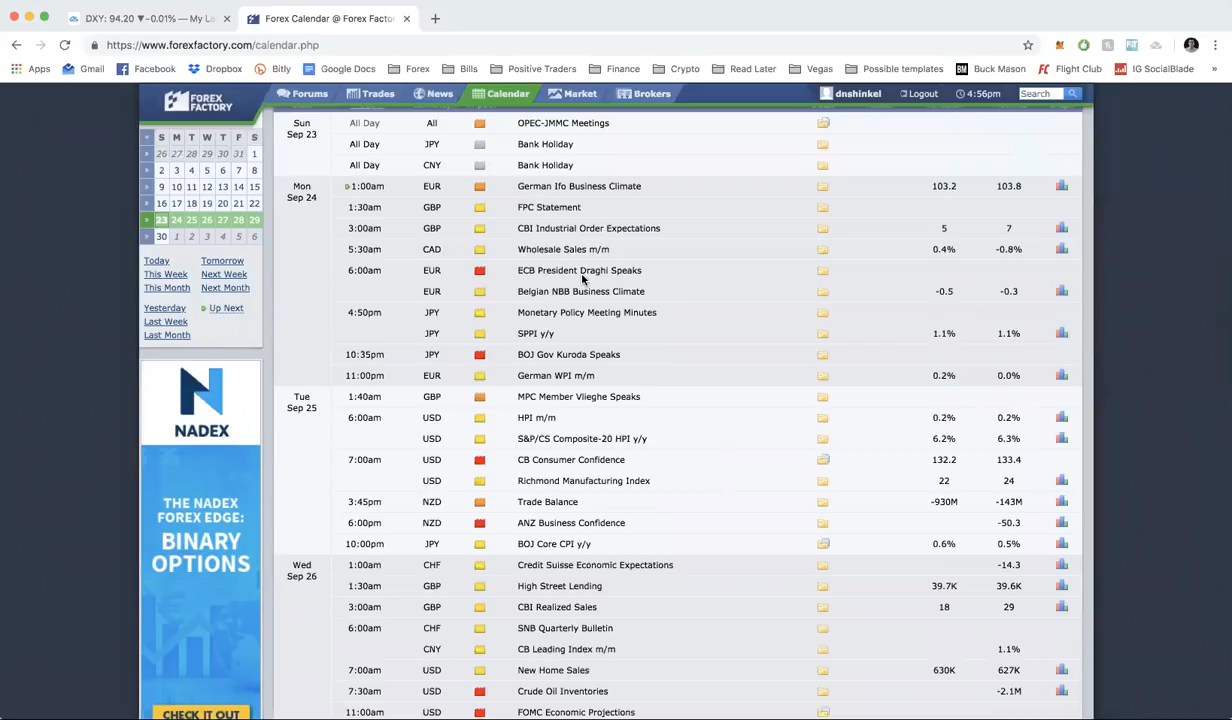 DXY: 94.20 ▼−0.01% — My La
Forex Calendar @ Forex Facto
https://www.forexfactory.com/calendar.php
Apps Gmail Facebook Dropbox Bitly Google Docs Forex Bills Positive Traders Finance Crypto Read Later Vegas Possible templates Buck Mason Flight Club IG SocialBlade »
FOREX FACTORY
Forums Trades News Calendar Market Brokers dnshinkel Logout 4:56pm Search
« S M T W T F S
» 26 27 28 29 30 31 1
» 2 3 4 5 6 7 8
» 9 10 11 12 13 14 15
» 16 17 18 19 20 21 22
» 23 24 25 26 27 28 29
» 30 1 2 3 4 5 6
Today Tomorrow
This Week Next Week
This Month Next Month
Yesterday Up Next
Last Week
Last Month
NADEX
THE NADEX
FOREX EDGE:
BINARY
OPTIONS
CHECK IT OUT
Sun Sep 23 All Day All OPEC-JMMC Meetings
All Day JPY Bank Holiday
All Day CNY Bank Holiday
Mon Sep 24 1:00am EUR German Ifo Business Climate 103.2 103.8
1:30am GBP FPC Statement
3:00am GBP CBI Industrial Order Expectations 5 7
5:30am CAD Wholesale Sales m/m 0.4% -0.8%
6:00am EUR ECB President Draghi Speaks
EUR Belgian NBB Business Climate -0.5 -0.3
4:50pm JPY Monetary Policy Meeting Minutes
JPY SPPI y/y 1.1% 1.1%
10:35pm JPY BOJ Gov Kuroda Speaks
11:00pm EUR German WPI m/m 0.2% 0.0%
Tue Sep 25 1:40am GBP MPC Member Vlieghe Speaks
6:00am USD HPI m/m 0.2% 0.2%
USD S&P/CS Composite-20 HPI y/y 6.2% 6.3%
7:00am USD CB Consumer Confidence 132.2 133.4
USD Richmond Manufacturing Index 22 24
3:45pm NZD Trade Balance -930M -143M
6:00pm NZD ANZ Business Confidence -50.3
10:00pm JPY BOJ Core CPI y/y 0.6% 0.5%
Wed Sep 26 1:00am CHF Credit Suisse Economic Expectations -14.3
1:30am GBP High Street Lending 39.7K 39.6K
3:00am GBP CBI Realized Sales 18 29
6:00am CHF SNB Quarterly Bulletin
CNY CB Leading Index m/m 1.1%
7:00am USD New Home Sales 630K 627K
7:30am USD Crude Oil Inventories -2.1M
11:00am USD FOMC Economic Projections